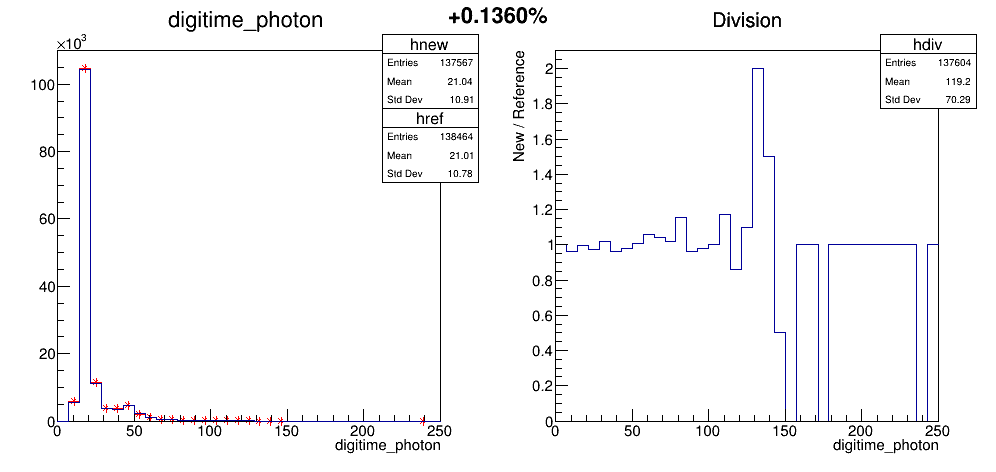 +0.1360%
digitime_photon
×10³
hnew
Entries 137567
Mean 21.04
Std Dev 10.91
href
Entries 138464
Mean 21.01
Std Dev 10.78
100
80
60
40
20
0
0 50 100 150 200 250
digitime_photon
Division
hdiv
Entries 137604
Mean 119.2
Std Dev 70.29
New / Reference
2
1.8
1.6
1.4
1.2
1
0.8
0.6
0.4
0.2
0
0 50 100 150 200 250
digitime_photon